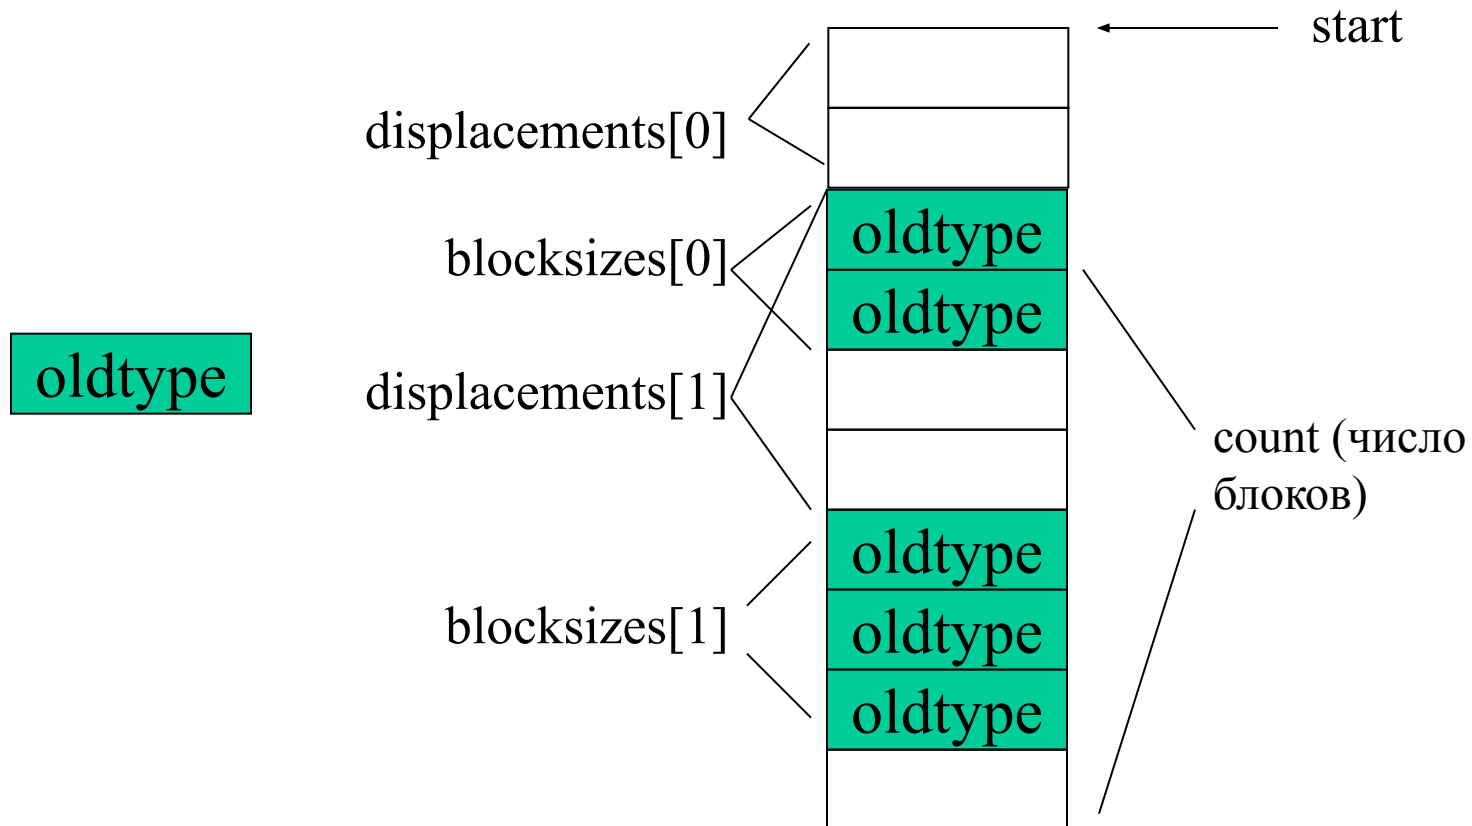 start
displacements[0]
oldtype
blocksizes[0]
oldtype
oldtype
displacements[1]
count (число
блоков)
oldtype
blocksizes[1]
oldtype
oldtype